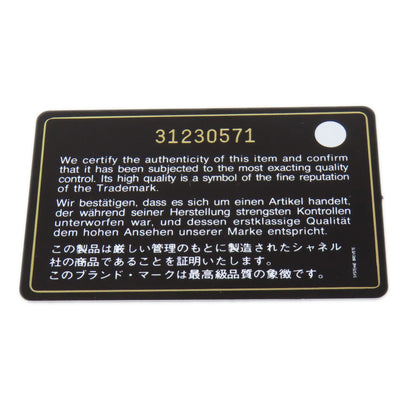 31230571
We certify the authenticity of this item and confirm
that it has been subjected to the most exacting quality
control. Its high quality is a symbol of the fine reputation
of the Trademark.
Wir bestätigen, dass es sich um einen Artikel handelt,
der während seiner Herstellung strengsten Kontrollen
unterworfen war, und dessen erstklassige Qualität
dem hohen Ansehen unserer Marke entspricht.
この製品は厳しい管理のもとに製造されたシャネル
社の商品であることを証明いたします。
このブランド・マークは最高級品質の象徴です。